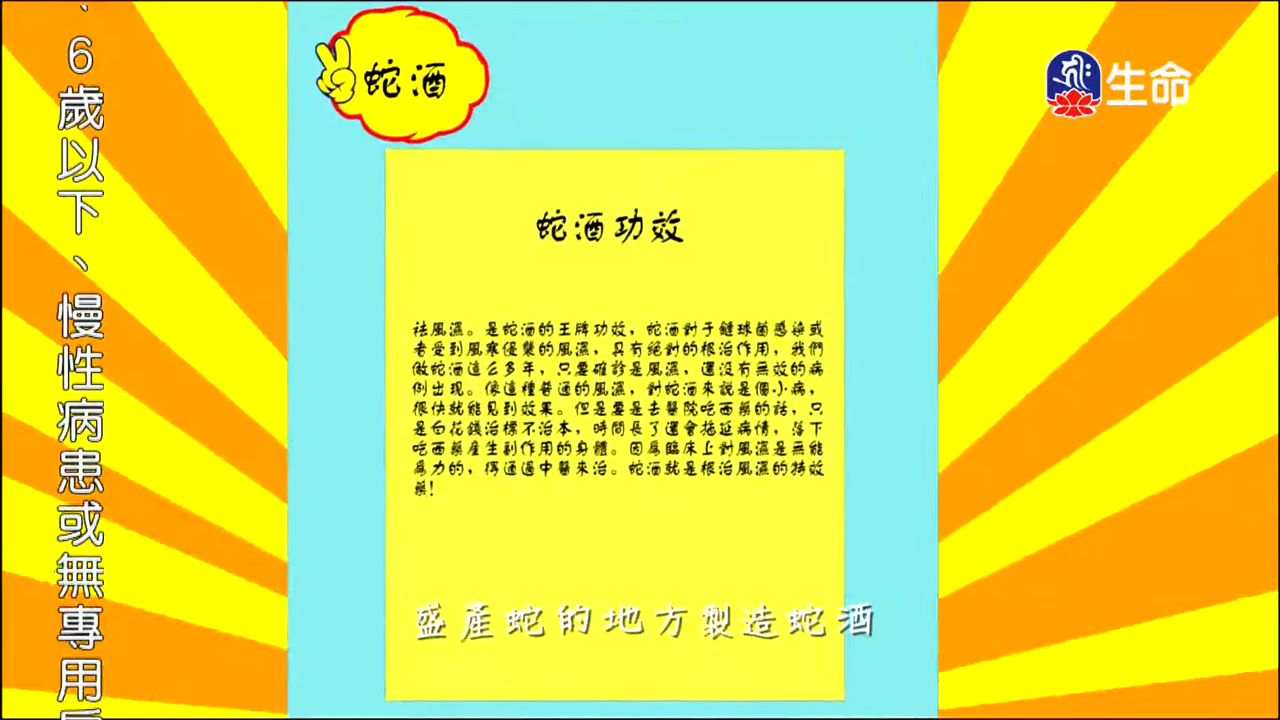 、6歲以下、慢性病患或無專用
蛇酒
生命
蛇酒功效
祛風濕。是蛇酒的王牌功效，蛇酒對于鏈球菌感染或
者受到風寒侵襲的風濕，具有絕對的根治作用，我們
做蛇酒這么多年，只要確診是風濕，還沒有無效的病
例出現。像這種普通的風濕，對蛇酒來說是個小病，
很快就能見到效果。但是要是去醫院吃西藥的話，只
是白花錢治標不治本，時間長了還會拖延病情，落下
吃西藥產生副作用的身體。因爲臨床上對風濕是無能
爲力的，得通過中醫來治。蛇酒就是根治風濕的特效
藥！
盛產蛇的地方製造蛇酒